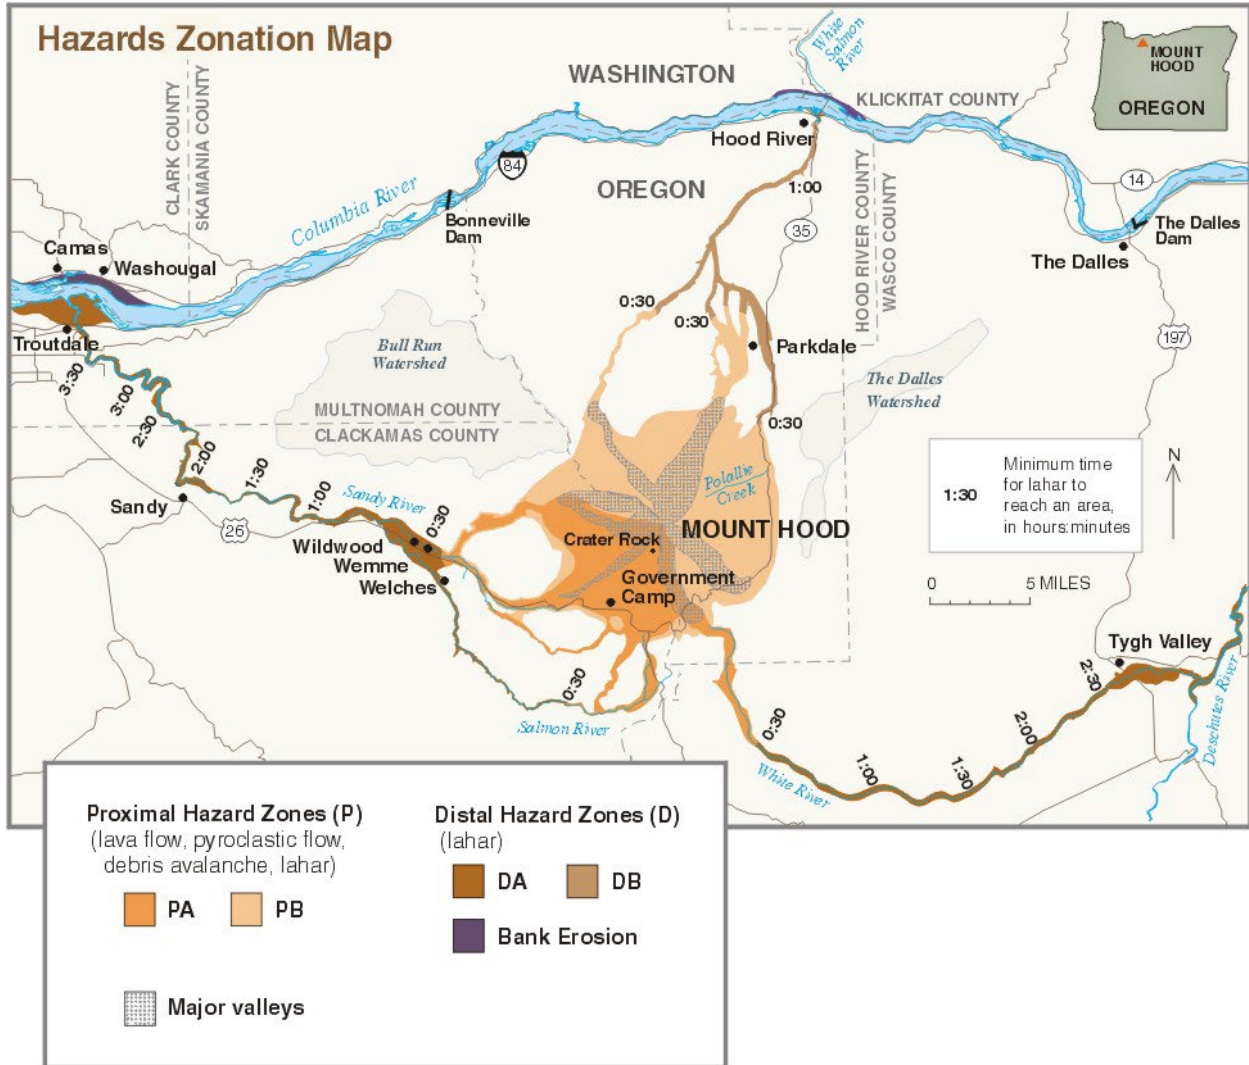 Hazards Zonation Map
WASHINGTON
White
Salmon
River
MOUNT
HOOD
OREGON
CLARK COUNTY
SKAMANIA COUNTY
KLICKITAT COUNTY
Hood River
84
OREGON
Columbia River
Bonneville
Dam
1:00
35
HOOD RIVER COUNTY
WASCO COUNTY
14
The Dalles
Dam
The Dalles
Camas
Washougal
Troutdale
0:30
0:30
Parkdale
197
Bull Run
Watershed
The Dalles
Watershed
MULTNOMAH COUNTY
CLACKAMAS COUNTY
3:30
3:00
2:30
2:00
1:30
1:00
0:30
0:30
Sandy
26
Sandy River
Polallie
Creek
MOUNT HOOD
Crater Rock
Government
Camp
Wildwood
Wemme
Welches
1:30
Minimum time
for lahar to
reach an area,
in hours:minutes
N
0
5 MILES
0:30
Salmon River
0:30
White River
1:00
1:30
2:00
2:30
Tygh Valley
Deschutes River
Proximal Hazard Zones (P)
(lava flow, pyroclastic flow,
debris avalanche, lahar)
PA
PB
Major valleys
Distal Hazard Zones (D)
(lahar)
DA
DB
Bank Erosion